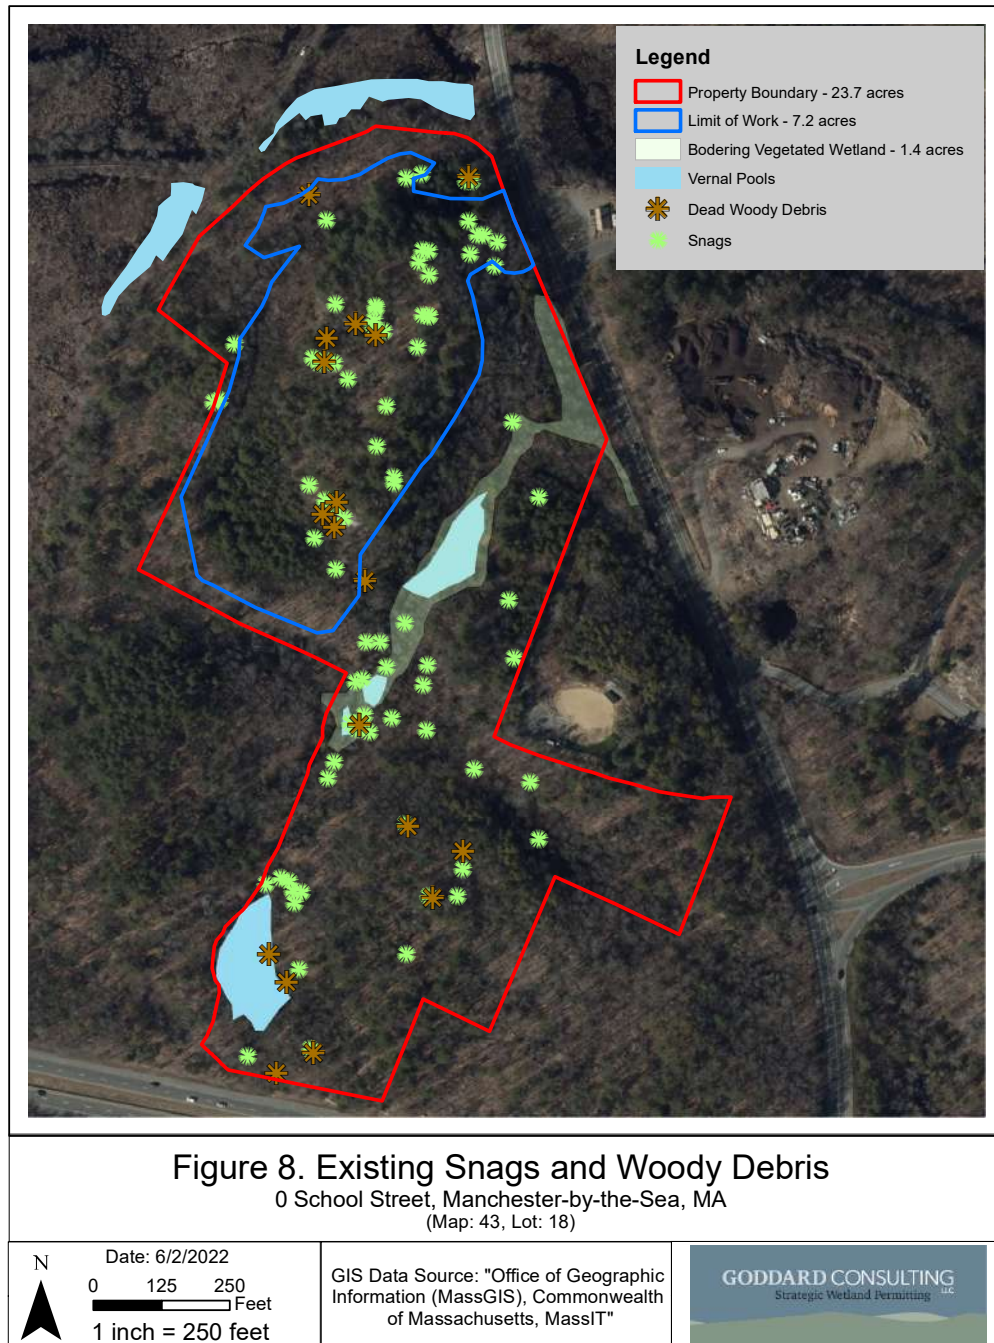 Legend
Property Boundary - 23.7 acres
Limit of Work - 7.2 acres
Bodering Vegetated Wetland - 1.4 acres
Vernal Pools
Dead Woody Debris
Snags
Figure 8. Existing Snags and Woody Debris
0 School Street, Manchester-by-the-Sea, MA
(Map: 43, Lot: 18)
N
Date: 6/2/2022
0 125 250
Feet
1 inch = 250 feet
GIS Data Source: "Office of Geographic
Information (MassGIS), Commonwealth
of Massachusetts, MassIT"
GODDARD CONSULTING
LLC
Strategic Wetland Permitting